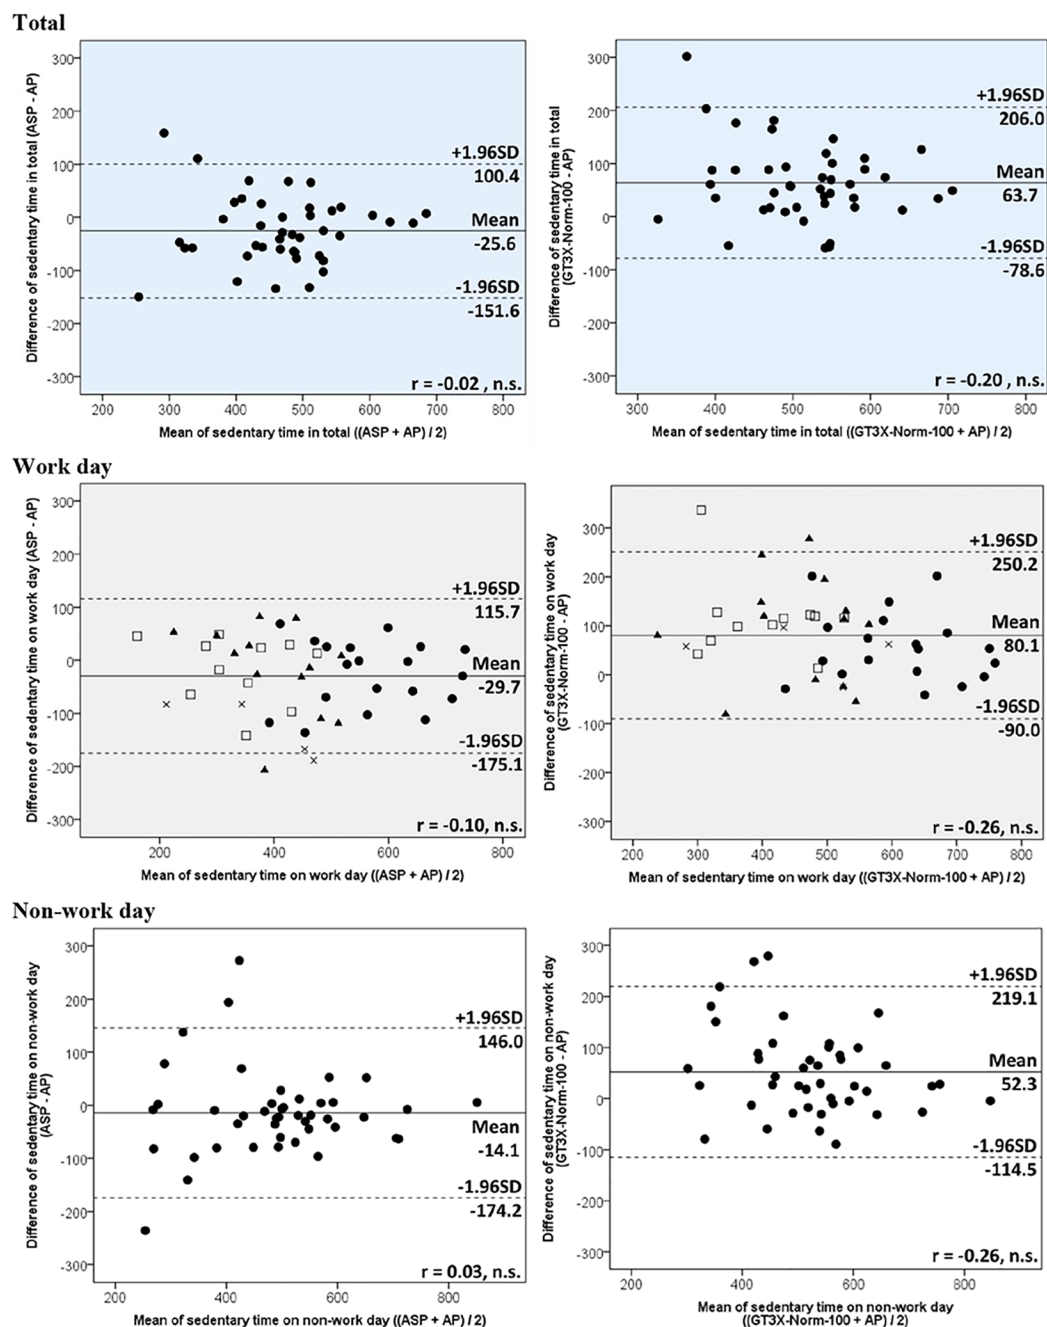 Total
Difference of sedentary time in total (ASP - AP)
300
200
100
0
-100
-200
-300
+1.96SD
100.4
Mean
-25.6
-1.96SD
-151.6
r = -0.02 , n.s.
200 300 400 500 600 700 800
Mean of sedentary time in total ((ASP + AP) / 2)
Difference of sedentary time in total
(GT3X-Norm-100 - AP)
300
200
100
0
-100
-200
-300
+1.96SD
206.0
Mean
63.7
-1.96SD
-78.6
r = -0.20 , n.s.
300 400 500 600 700 800
Mean of sedentary time in total ((GT3X-Norm-100 + AP) / 2)
Work day
Difference of sedentary time on work day (ASP - AP)
300
200
100
0
-100
-200
-300
+1.96SD
115.7
Mean
-29.7
-1.96SD
-175.1
r = -0.10, n.s.
200 400 600 800
Mean of sedentary time on work day ((ASP + AP) / 2)
Difference of sedentary time on work day
(GT3X-Norm-100 - AP)
300
200
100
0
-100
-200
-300
+1.96SD
250.2
Mean
80.1
-1.96SD
-90.0
r = -0.26, n.s.
200 300 400 500 600 700 800
Mean of sedentary time on work day ((GT3X-Norm-100 + AP) / 2)
Non-work day
Difference of sedentary time on non-work day
(ASP - AP)
300
200
100
0
-100
-200
-300
+1.96SD
146.0
Mean
-14.1
-1.96SD
-174.2
r = 0.03, n.s.
200 400 600 800
Mean of sedentary time on non-work day ((ASP + AP) / 2)
Difference of sedentary time on non-work day
(GT3X-Norm-100 - AP)
300
200
100
0
-100
-200
-300
+1.96SD
219.1
Mean
52.3
-1.96SD
-114.5
r = -0.26, n.s.
200 400 600 800
Mean of sedentary time on non-work day
((GT3X-Norm-100 + AP) / 2)